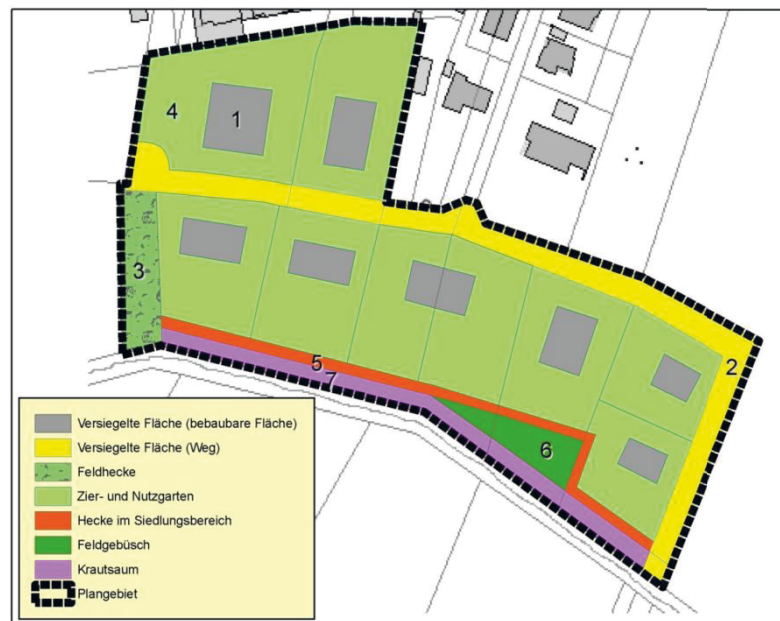 4
1
3
2
5
7
6
Versiegelte Fläche (bebaubare Fläche)
Versiegelte Fläche (Weg)
Feldhecke
Zier- und Nutzgarten
Hecke im Siedlungsbereich
Feldgebüsch
Krautsaum
Plangebiet